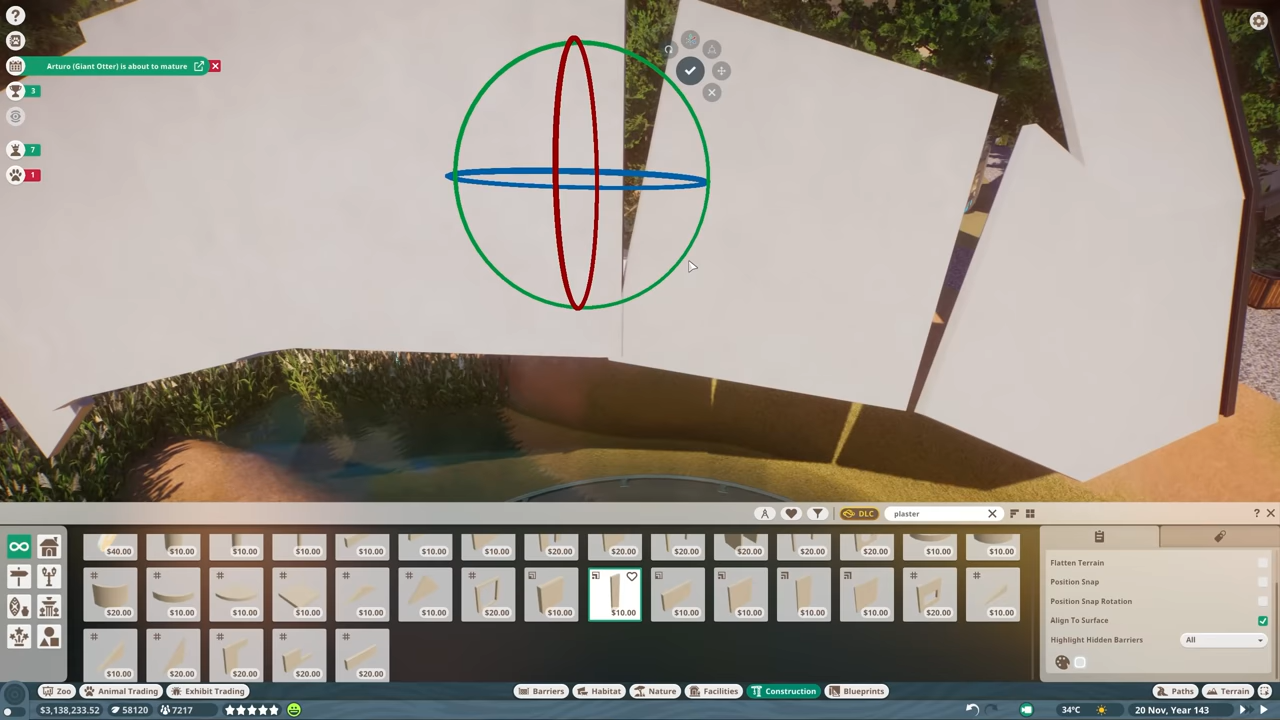 ?
Arturo (Giant Otter) is about to mature
3
7
1
DLC
plaster
?
$40.00
$10.00
$10.00
$10.00
$10.00
$10.00
$10.00
$20.00
$20.00
$20.00
$20.00
$20.00
$20.00
$10.00
$10.00
$20.00
$10.00
$10.00
$10.00
$10.00
$10.00
$20.00
$20.00
$10.00
$10.00
$10.00
$10.00
$10.00
$20.00
$10.00
$10.00
$20.00
$20.00
$20.00
$20.00
Flatten Terrain
Position Snap
Position Snap Rotation
Align To Surface
Highlight Hidden Barriers
All
Zoo
Animal Trading
Exhibit Trading
Barriers
Habitat
Nature
Facilities
Construction
Blueprints
Paths
Terrain
$3,138,233.52
58120
7217
34°C
20 Nov, Year 143